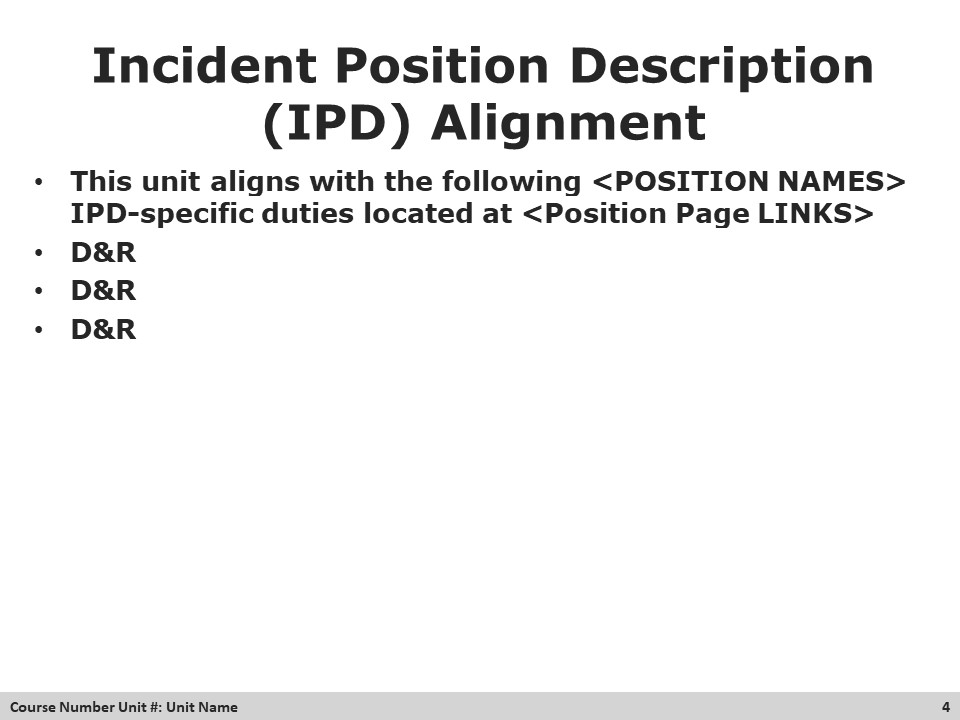 Incident Position Description
(IPD) Alignment
• This unit aligns with the following <POSITION NAMES>
IPD-specific duties located at <Position Page LINKS>
• D&R
• D&R
• D&R
Course Number Unit #: Unit Name 4